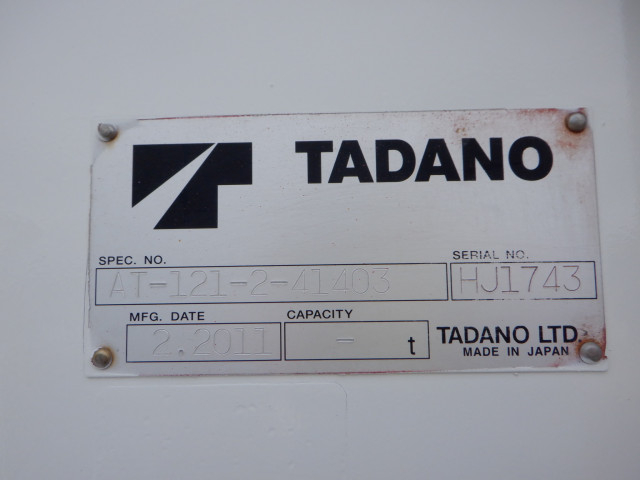 TADANO
SPEC. NO. SERIAL NO.
AT-121-2-41403 HJ1743
MFG. DATE CAPACITY
2.2011 - t TADANO LTD.
MADE IN JAPAN